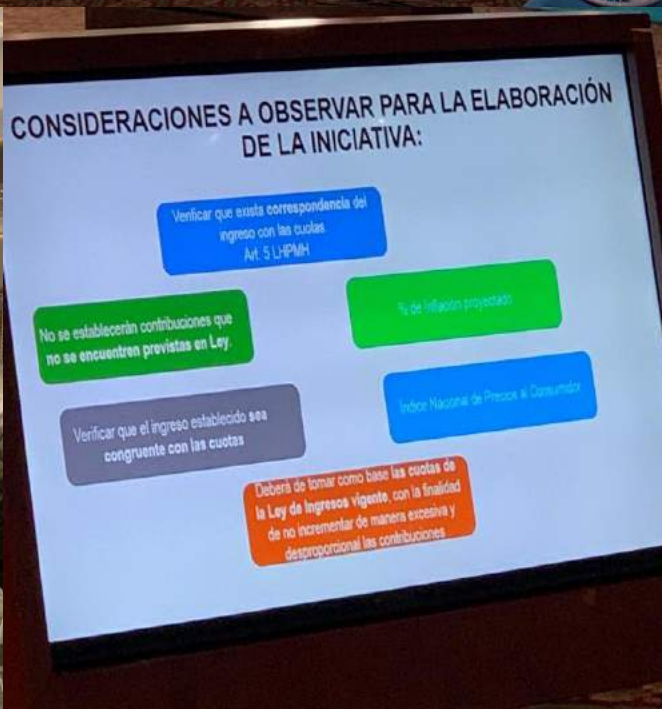 CONSIDERACIONES A OBSERVAR PARA LA ELABORACIÓN
DE LA INICIATIVA:
Verificar que exista correspondencia del
ingreso con las cuotas
Art. 5 LHPMH
No se establecerán contribuciones que
no se encuentren previstas en Ley.
% de Inflación proyectado
Verificar que el ingreso establecido sea
congruente con las cuotas
Índice Nacional de Precios al Consumidor
Deberá de tomar como base las cuotas de
la Ley de Ingresos vigente, con la finalidad
de no incrementar de manera excesiva y
desproporcional las contribuciones